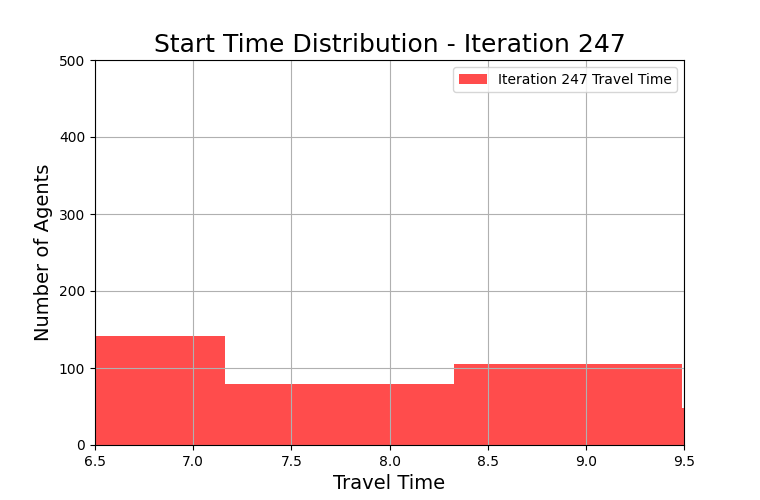 Start Time Distribution - Iteration 247
Iteration 247 Travel Time
Number of Agents
500
400
300
200
100
0
6.5 7.0 7.5 8.0 8.5 9.0 9.5
Travel Time